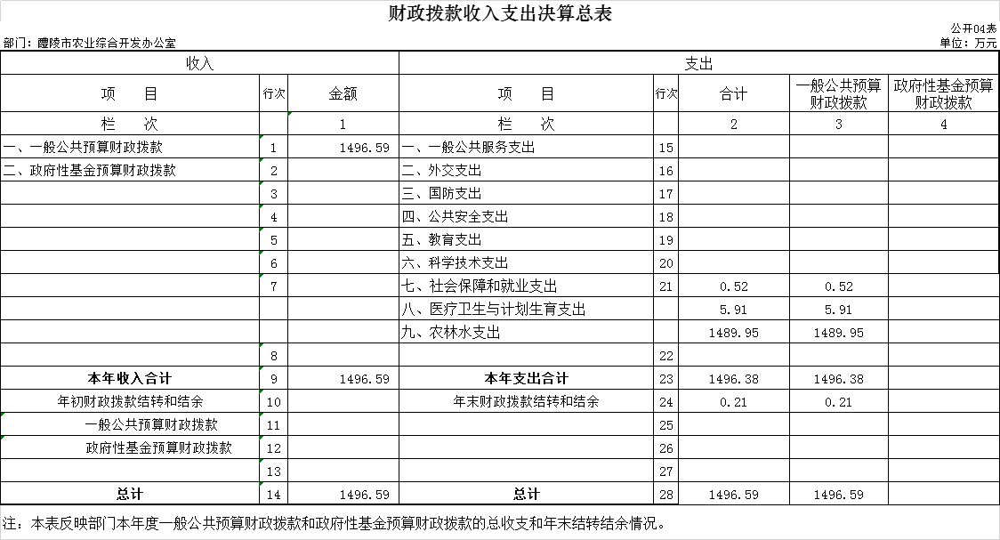 财政拨款收入支出决算总表
公开04表
部门：醴陵市农业综合开发办公室 单位：万元
收入 支出
项 目 行次 金额 项 目 行次 合计 一般公共预算财政拨款 政府性基金预算财政拨款
栏 次 1 栏 次 2 3 4
一、一般公共预算财政拨款 1 1496.59 一、一般公共服务支出 15
二、政府性基金预算财政拨款 2 二、外交支出 16
3 三、国防支出 17
4 四、公共安全支出 18
5 五、教育支出 19
6 六、科学技术支出 20
7 七、社会保障和就业支出 21 0.52 0.52
八、医疗卫生与计划生育支出 5.91 5.91
九、农林水支出 1489.95 1489.95
8 22
本年收入合计 9 1496.59 本年支出合计 23 1496.38 1496.38
年初财政拨款结转和结余 10 年末财政拨款结转和结余 24 0.21 0.21
一般公共预算财政拨款 11 25
政府性基金预算财政拨款 12 26
13 27
总计 14 1496.59 总计 28 1496.59 1496.59
注：本表反映部门本年度一般公共预算财政拨款和政府性基金预算财政拨款的总收支和年末结转结余情况。